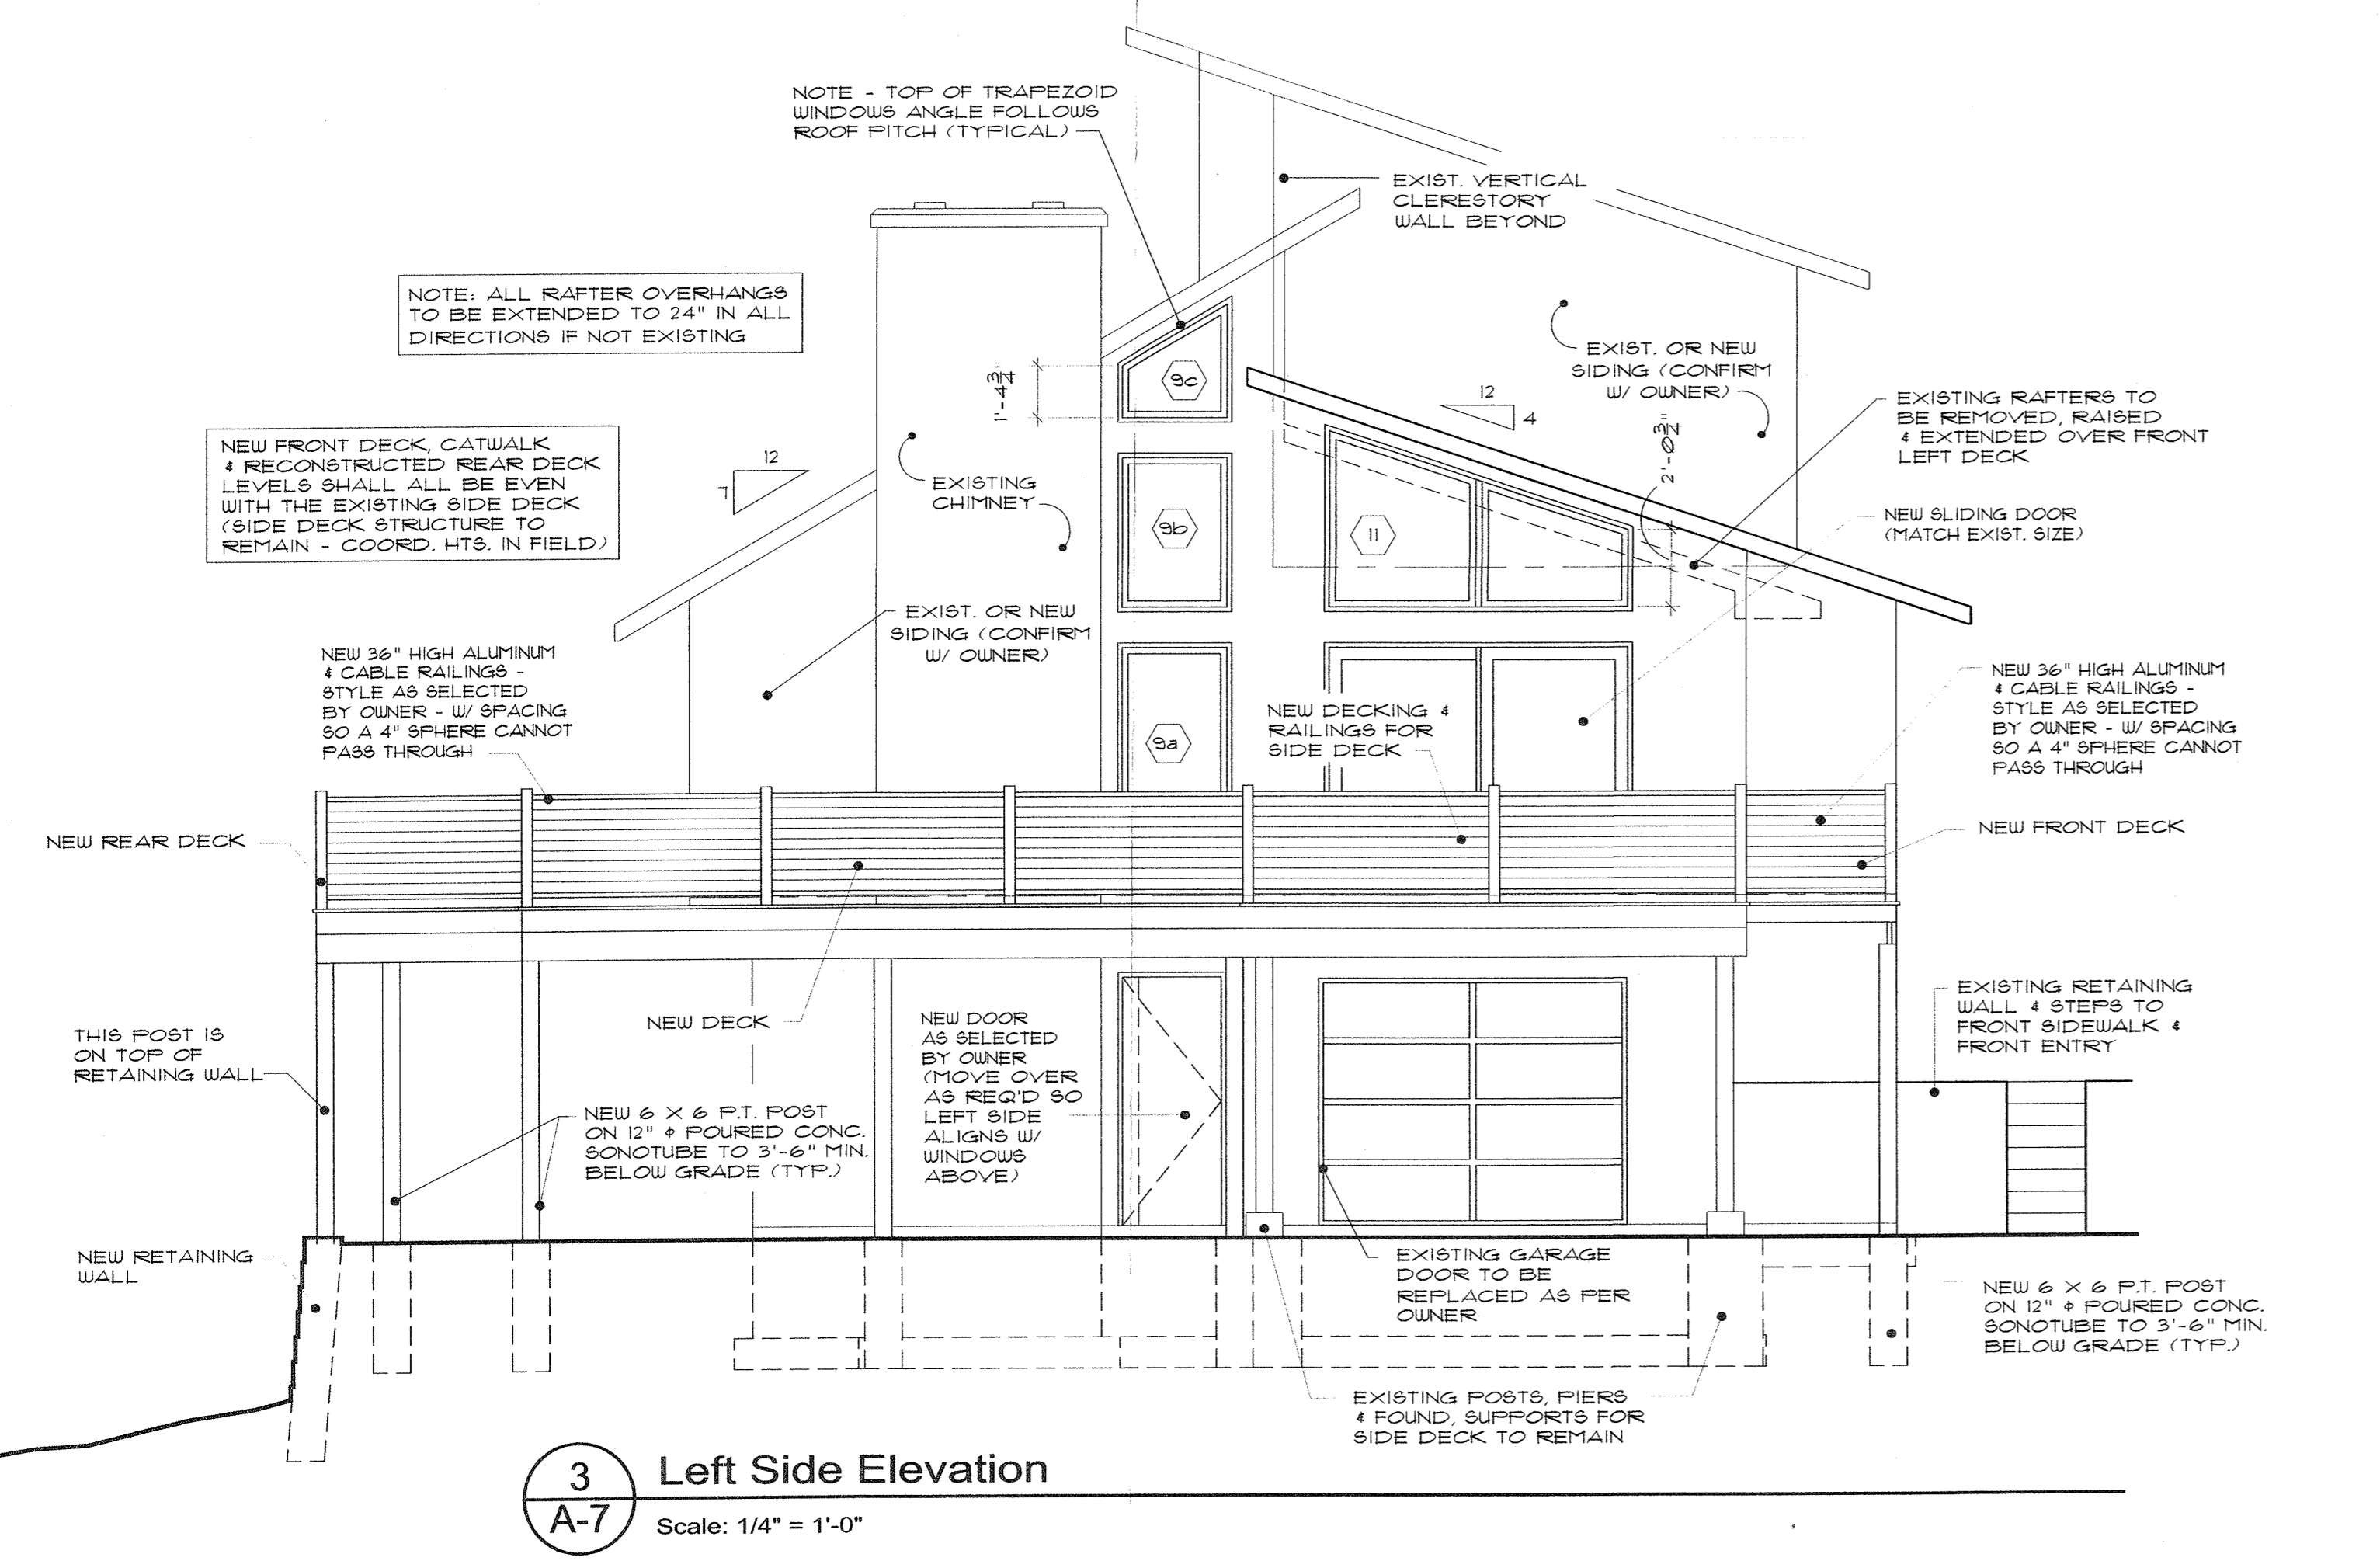 NOTE - TOP OF TRAPEZOID
WINDOWS ANGLE FOLLOWS
ROOF PITCH (TYPICAL)
EXIST. VERTICAL
CLERESTORY
WALL BEYOND
NOTE: ALL RAFTER OVERHANGS
TO BE EXTENDED TO 24" IN ALL
DIRECTIONS IF NOT EXISTING
EXIST. OR NEW
SIDING (CONFIRM
W/ OWNER)
1'-4 3/4"
9c
12
4
2'-0 3/4"
EXISTING RAFTERS TO
BE REMOVED, RAISED
& EXTENDED OVER FRONT
LEFT DECK
NEW FRONT DECK, CATWALK
& RECONSTRUCTED REAR DECK
LEVELS SHALL ALL BE EVEN
WITH THE EXISTING SIDE DECK
(SIDE DECK STRUCTURE TO
REMAIN - COORD. HTS. IN FIELD)
12
7
EXISTING
CHIMNEY
9b
11
NEW SLIDING DOOR
(MATCH EXIST. SIZE)
EXIST. OR NEW
SIDING (CONFIRM
W/ OWNER)
NEW 36" HIGH ALUMINUM
& CABLE RAILINGS -
STYLE AS SELECTED
BY OWNER - W/ SPACING
SO A 4" SPHERE CANNOT
PASS THROUGH
9a
NEW DECKING &
RAILINGS FOR
SIDE DECK
NEW 36" HIGH ALUMINUM
& CABLE RAILINGS -
STYLE AS SELECTED
BY OWNER - W/ SPACING
SO A 4" SPHERE CANNOT
PASS THROUGH
NEW REAR DECK
NEW FRONT DECK
THIS POST IS
ON TOP OF
RETAINING WALL
NEW DECK
NEW DOOR
AS SELECTED
BY OWNER
(MOVE OVER
AS REQ'D SO
LEFT SIDE
ALIGNS W/
WINDOWS
ABOVE)
EXISTING RETAINING
WALL & STEPS TO
FRONT SIDEWALK &
FRONT ENTRY
NEW 6 X 6 P.T. POST
ON 12" ⌀ POURED CONC.
SONOTUBE TO 3'-6" MIN.
BELOW GRADE (TYP.)
NEW RETAINING
WALL
EXISTING GARAGE
DOOR TO BE
REPLACED AS PER
OWNER
NEW 6 X 6 P.T. POST
ON 12" ⌀ POURED CONC.
SONOTUBE TO 3'-6" MIN.
BELOW GRADE (TYP.)
EXISTING POSTS, PIERS
& FOUND, SUPPORTS FOR
SIDE DECK TO REMAIN
3
A-7
Left Side Elevation
Scale: 1/4" = 1'-0"